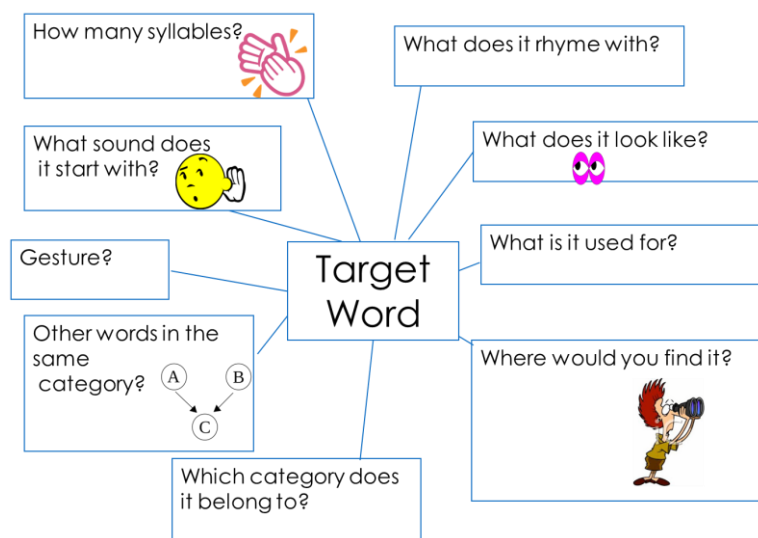 How many syllables?
What does it rhyme with?
What sound does
it start with?
What does it look like?
Gesture?
Target
Word
What is it used for?
Other words in the
same
category?
A
B
C
Where would you find it?
Which category does
it belong to?